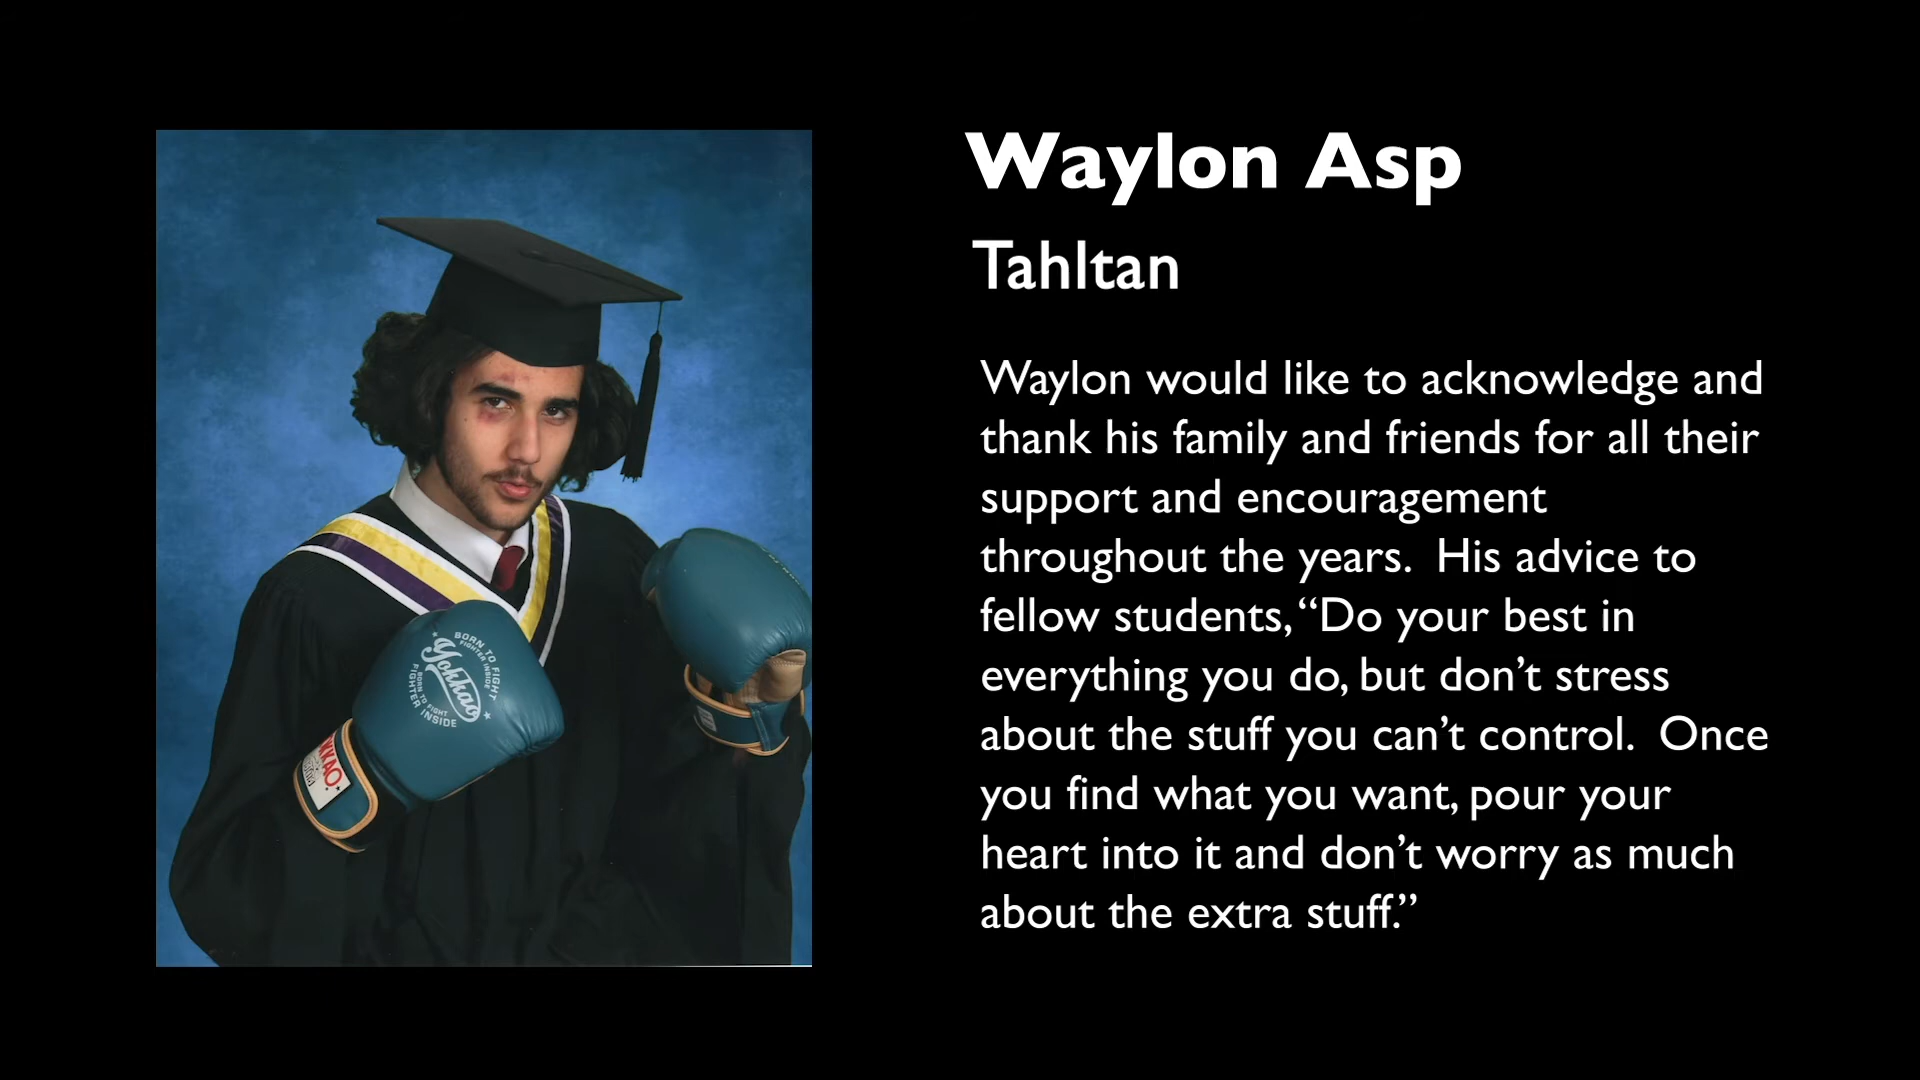 Waylon Asp
Tahltan
Waylon would like to acknowledge and
thank his family and friends for all their
support and encouragement
throughout the years.  His advice to
fellow students, “Do your best in
everything you do, but don’t stress
about the stuff you can’t control.  Once
you find what you want, pour your
heart into it and don’t worry as much
about the extra stuff.”
BORN TO FIGHT
FIGHTER INSIDE
Yokkao
BORN TO FIGHT
FIGHTER INSIDE